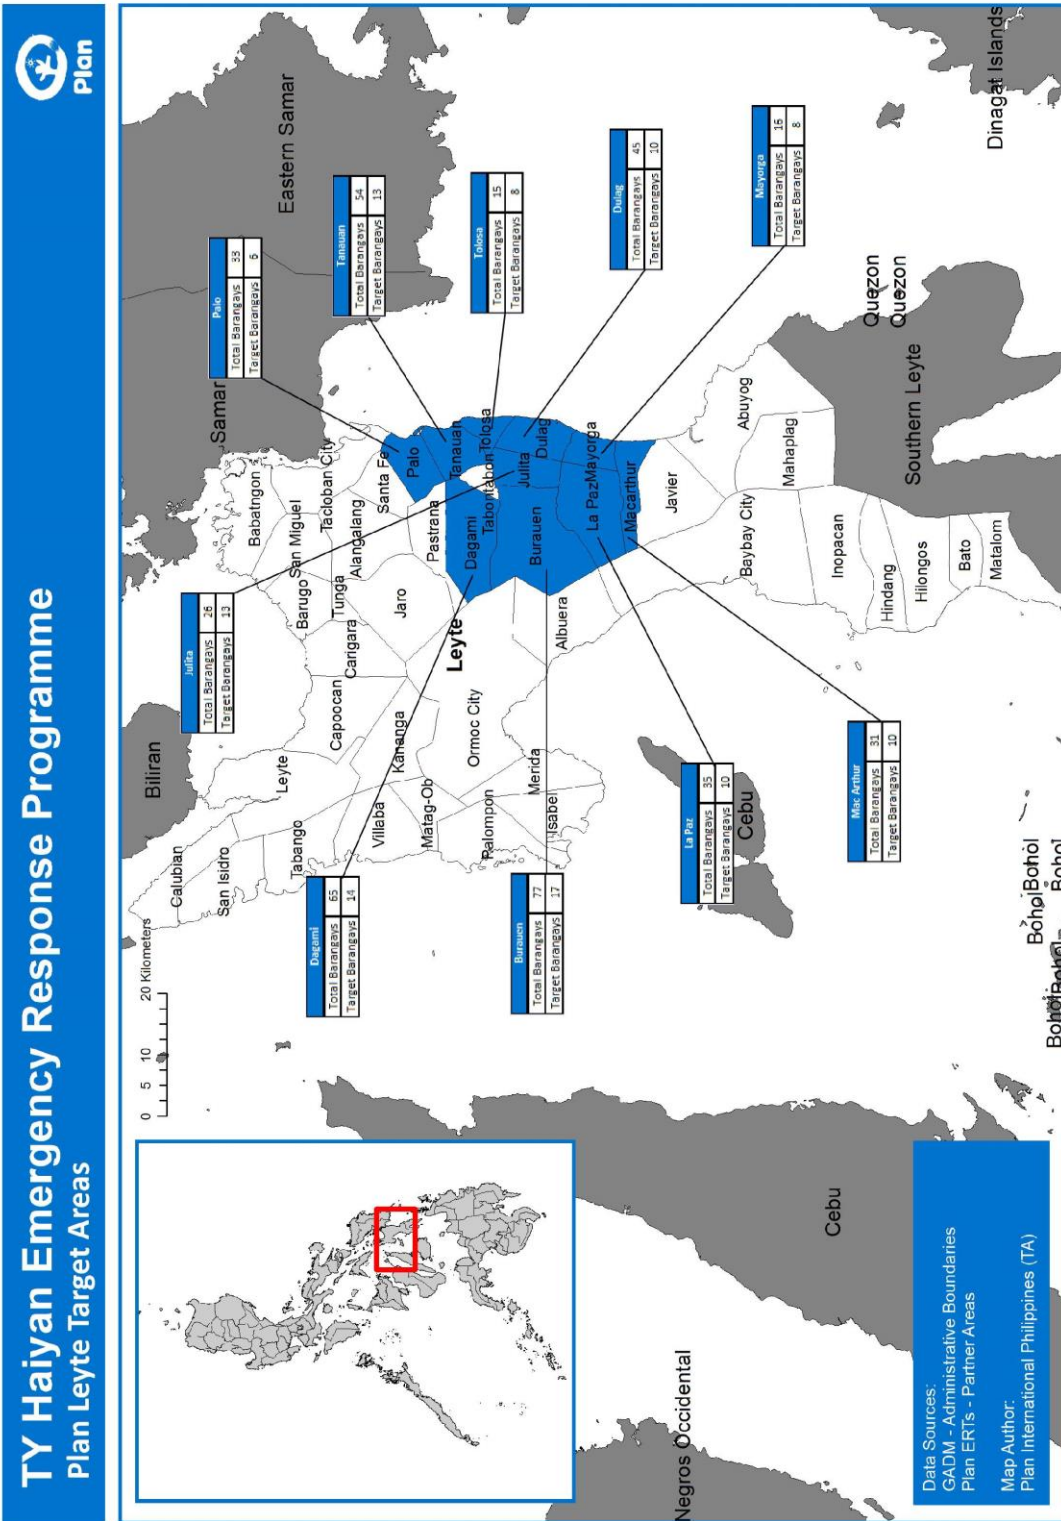 TY Haiyan Emergency Response Programme
Plan Leyte Target Areas
Plan
0 5 10 20 Kilometers
Biliran
Samar
Eastern Samar
Calubian
San Isidro
Tabango
Leyte
Villaba
Capoocan
Carigara
Barugo
Tunga
San Miguel
Babatngon
Tacloban City
Alangalang
Santa Fe
Jaro
Pastrana
Palo
Tanauan
Tolosa
Tabontabon
Dagami
Julita
Dulag
Burauen
La Paz
Mayorga
Macarthur
Kananga
Matag-Ob
Ormoc City
Leyte
Palompon
Merida
Isabel
Albuera
Javier
Abuyog
Baybay City
Mahaplag
Inopacan
Hindang
Hilongos
Bato
Matalom
Southern Leyte
Quezon
Quezon
Dinagat Islands
Cebu
Cebu
Negros Occidental
Bohol
Bohol
Bohol
Bohol
Bohol
Julita
Total Barangays 26
Target Barangays 13
Palo
Total Barangays 33
Target Barangays 6
Tanauan
Total Barangays 54
Target Barangays 13
Tolosa
Total Barangays 15
Target Barangays 8
Dulag
Total Barangays 45
Target Barangays 10
Mayorga
Total Barangays 16
Target Barangays 8
Dagami
Total Barangays 65
Target Barangays 14
Burauen
Total Barangays 77
Target Barangays 17
La Paz
Total Barangays 35
Target Barangays 10
Mac Arthur
Total Barangays 31
Target Barangays 10
Data Sources:
GADM - Administrative Boundaries
Plan ERTs - Partner Areas
Map Author:
Plan International Philippines (TA)